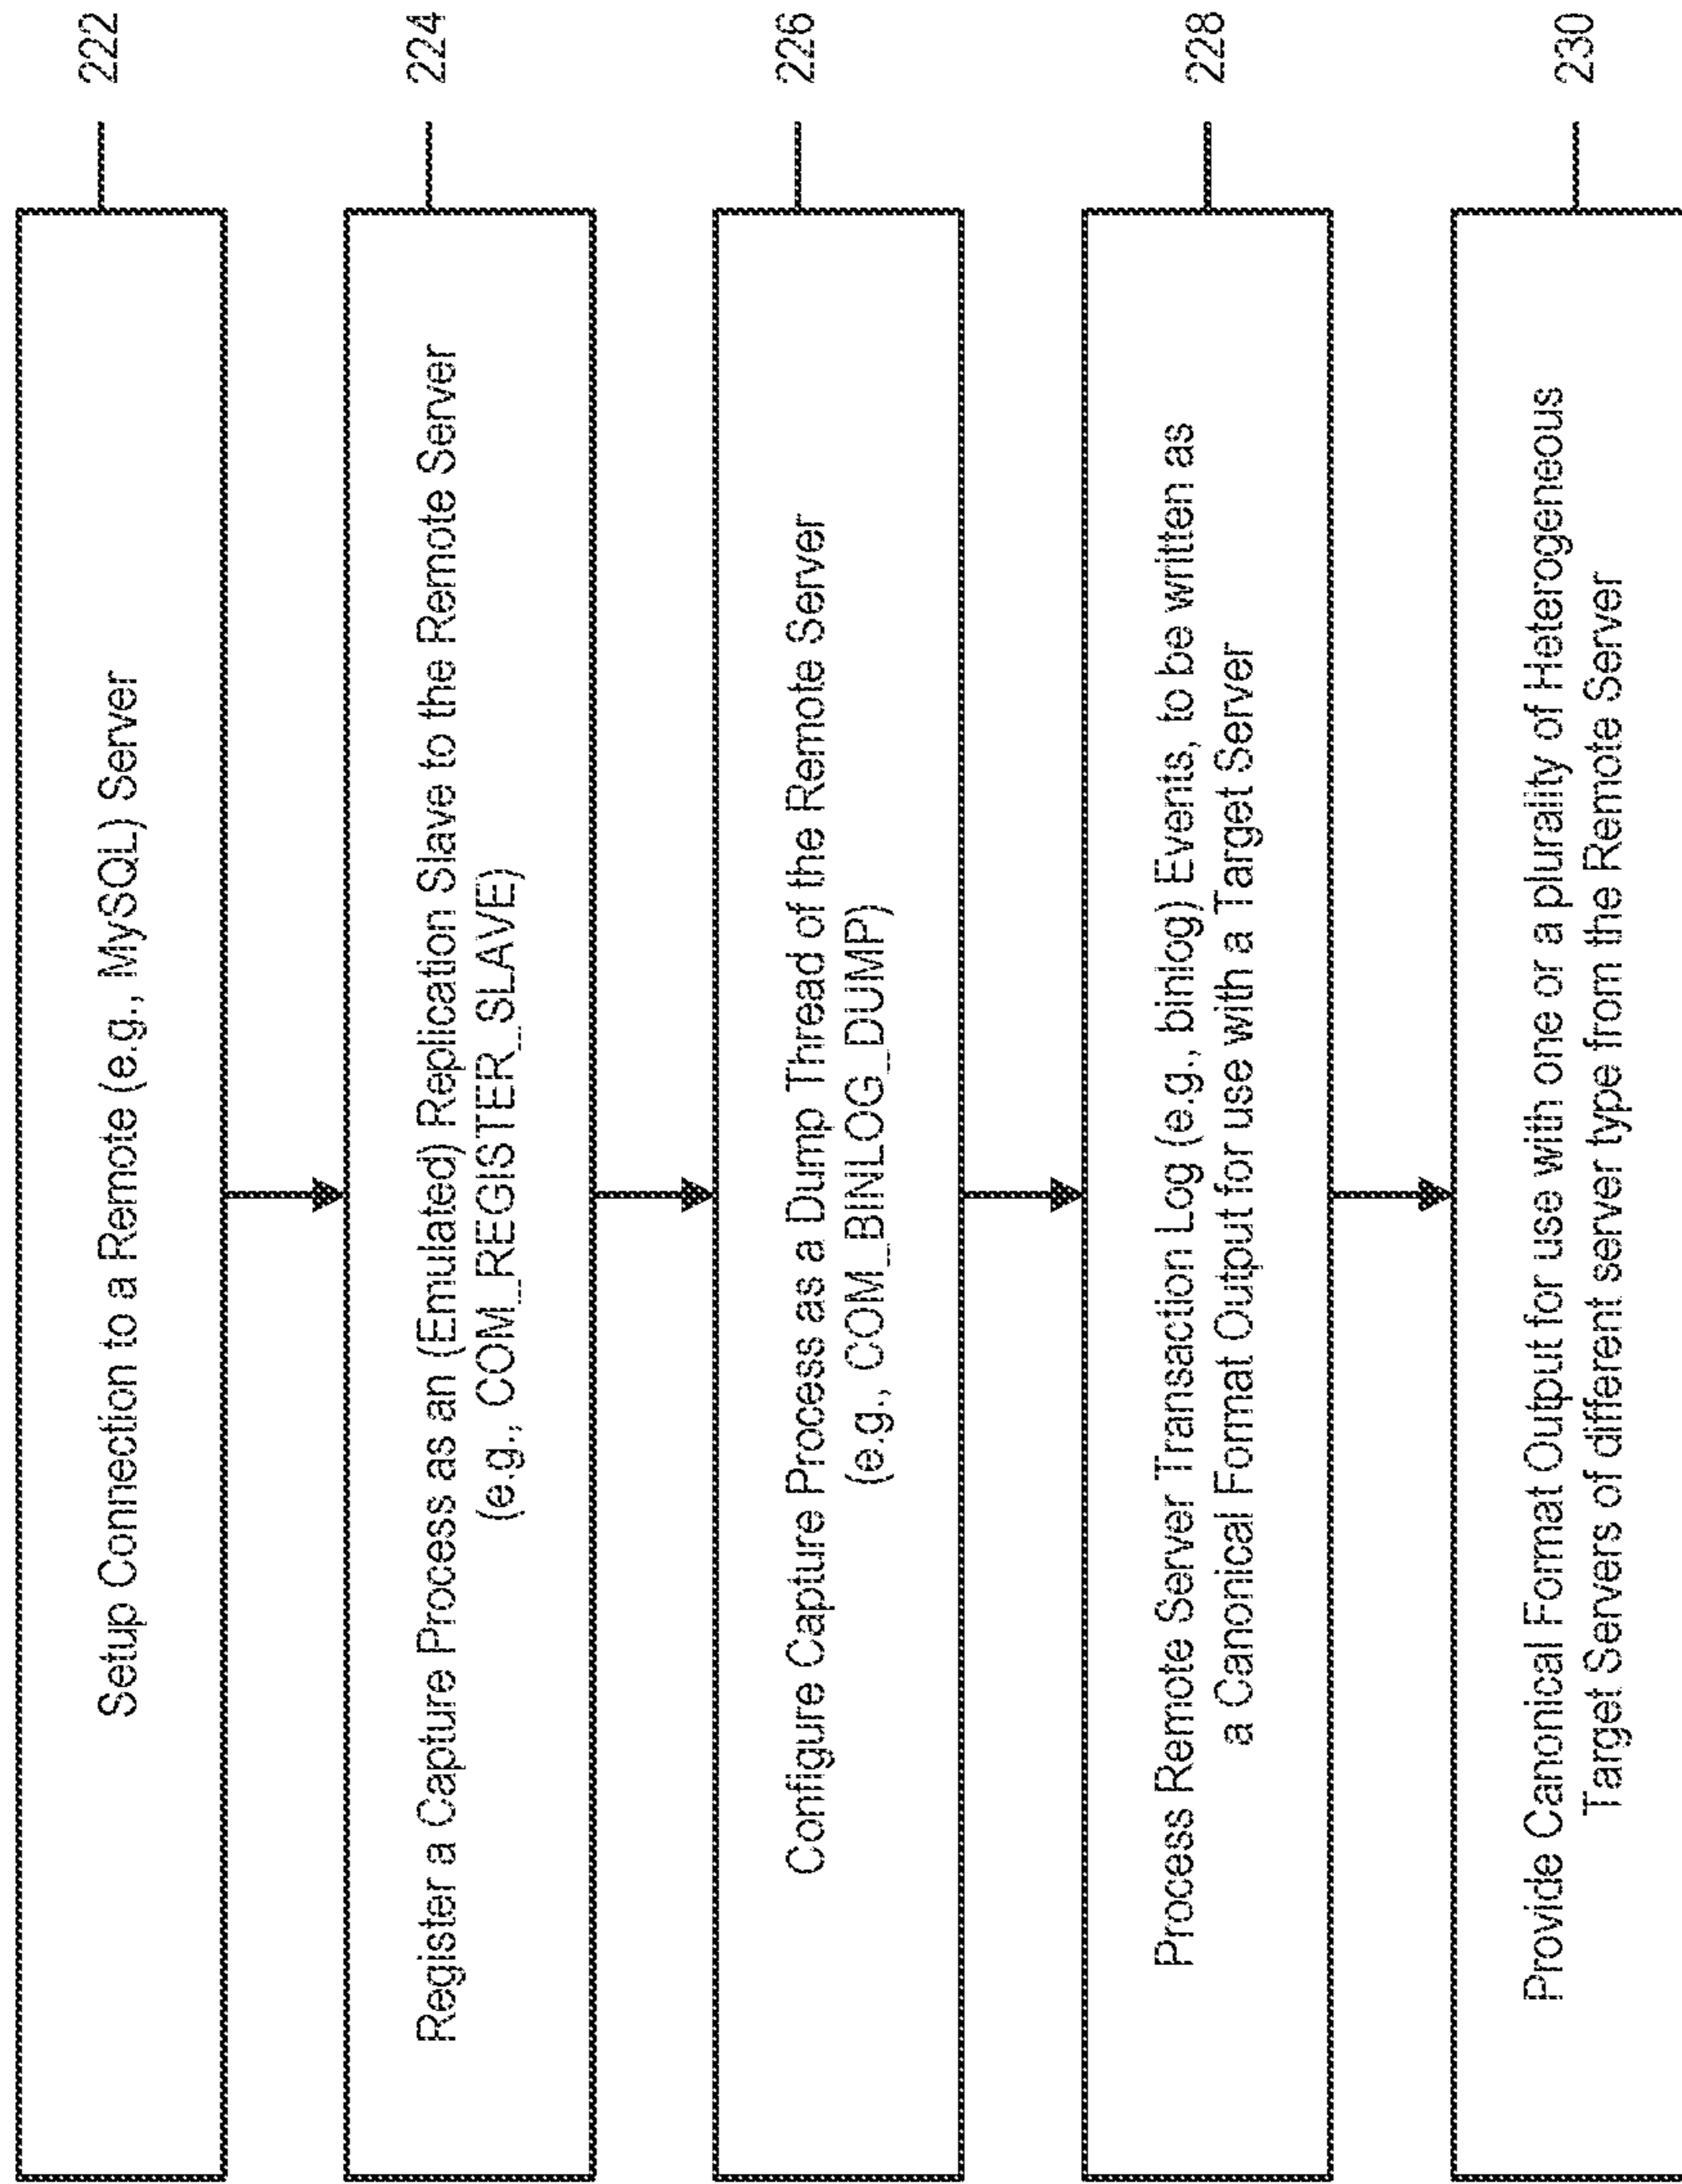 Setup Connection to a Remote (e.g., MySQL) Server
222
Register a Capture Process as an (Emulated) Replication Slave to the Remote Server
(e.g., COM_REGISTER_SLAVE)
224
Configure Capture Process as a Dump Thread of the Remote Server
(e.g., COM_BINLOG_DUMP)
226
Process Remote Server Transaction Log (e.g., binlog) Events, to be written as
a Canonical Format Output for use with a Target Server
228
Provide Canonical Format Output for use with one or a plurality of Heterogeneous
Target Servers of different server type from the Remote Server
230